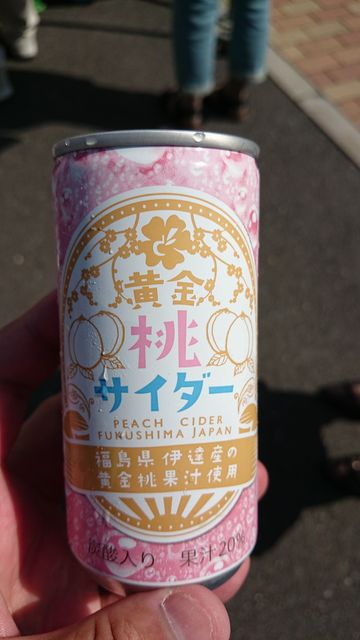 黄金
桃
サイダー
PEACH CIDER
FUKUSHIMA JAPAN
福島県伊達産の
黄金桃果汁使用
炭酸入り 果汁20%